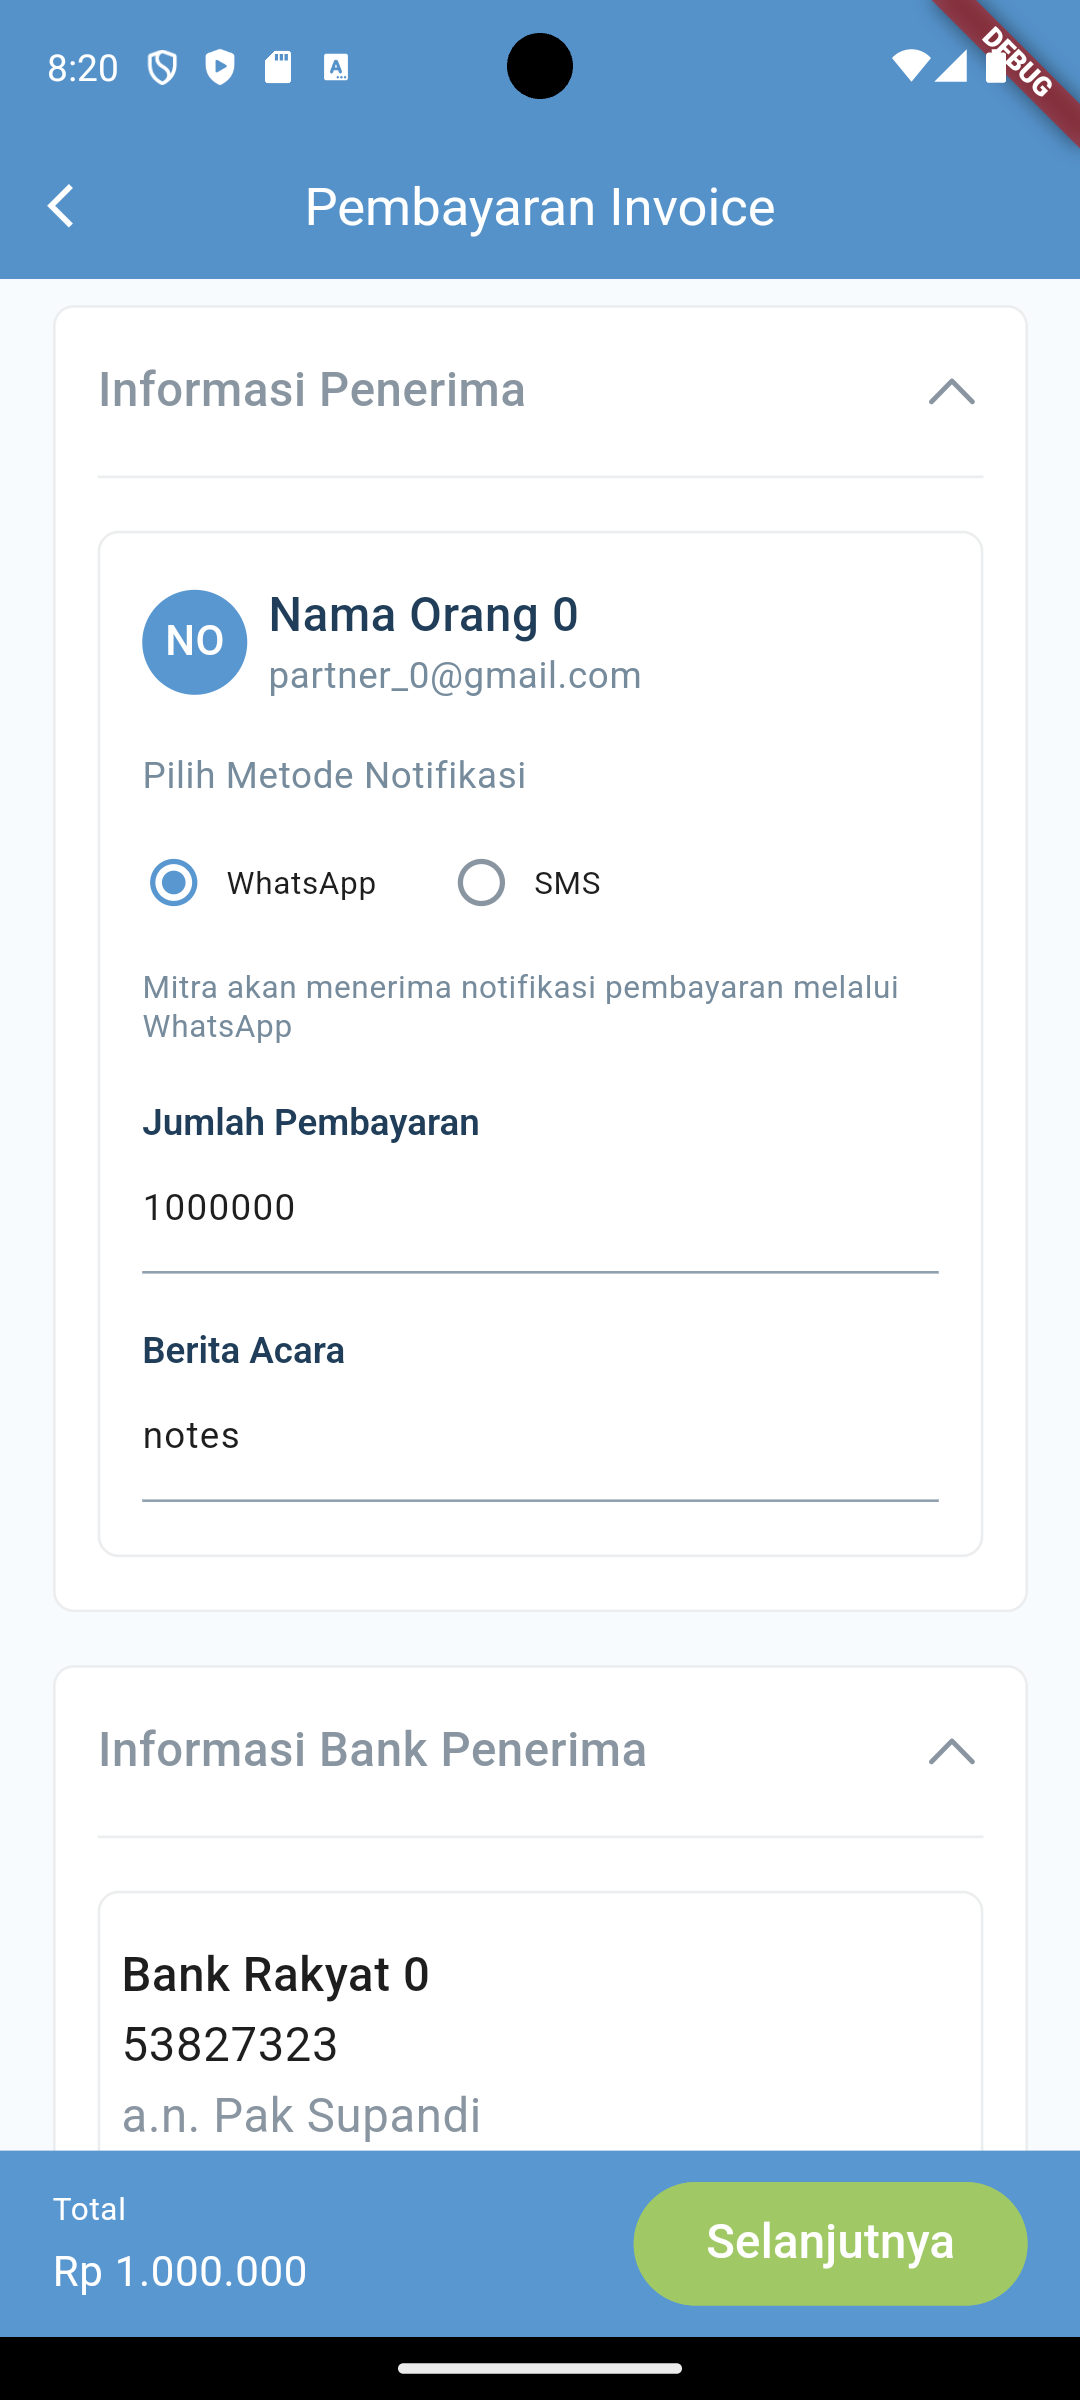 8:20
DEBUG
Pembayaran Invoice
Informasi Penerima
NO
Nama Orang 0
partner_0@gmail.com
Pilih Metode Notifikasi
WhatsApp
SMS
Mitra akan menerima notifikasi pembayaran melalui
WhatsApp
Jumlah Pembayaran
1000000
Berita Acara
notes
Informasi Bank Penerima
Bank Rakyat 0
53827323
a.n. Pak Supandi
Total
Rp 1.000.000
Selanjutnya